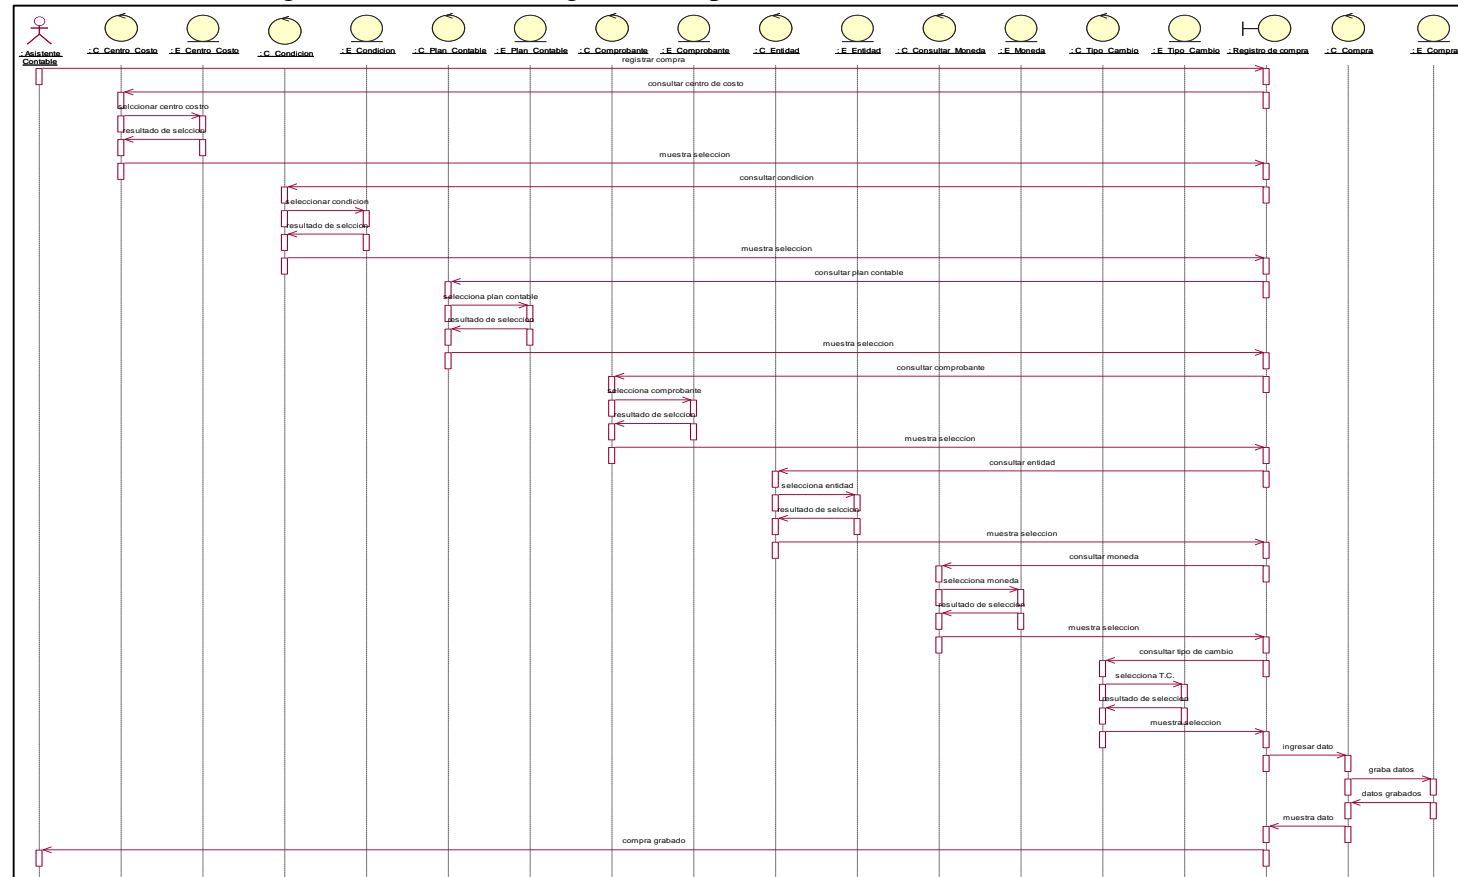 : Asistente
Contable
: C_Centro_Costo
: E_Centro_Costo
: C_Condicion
: E_Condicion
: C_Plan_Contable
: E_Plan_Contable
: C_Comprobante
: E_Comprobante
: C_Entidad
: E_Entidad
: C_Consultar_Moneda
: E_Moneda
: C_Tipo_Cambio
: E_Tipo_Cambio
: Registro de compra
: C_Compra
: E_Compra
registrar compra
consultar centro de costo
selccionar centro costro
resultado de selccion
muestra seleccion
consultar condicion
seleccionar condicion
resultado de selccion
muestra seleccion
consultar plan contable
selecciona plan contable
resultado de seleccion
muestra seleccion
consultar comprobante
selecciona comprobante
resultado de selccion
muestra seleccion
consultar entidad
selecciona entidad
resultado de selccion
muestra seleccion
consultar moneda
selecciona moneda
resultado de seleccion
muestra seleccion
consultar tipo de cambio
selecciona T.C.
resultado de seleccion
muestra seleccion
ingresar dato
graba datos
datos grabados
muestra dato
compra grabado